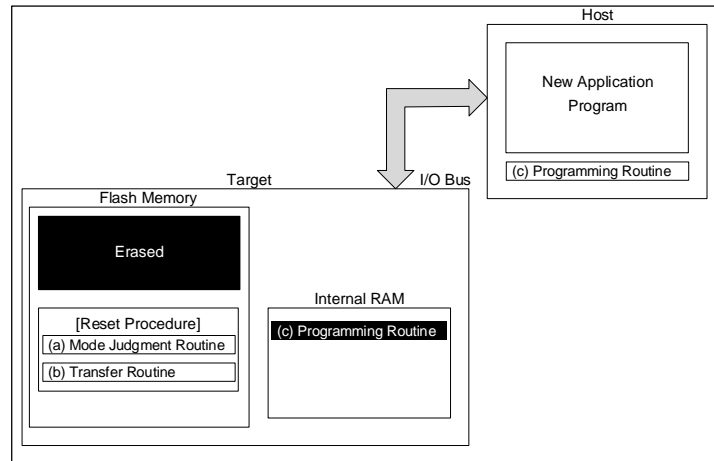 Host
New Application
Program
(c) Programming Routine
Target
I/O Bus
Flash Memory
Erased
[Reset Procedure]
(a) Mode Judgment Routine
(b) Transfer Routine
Internal RAM
(c) Programming Routine